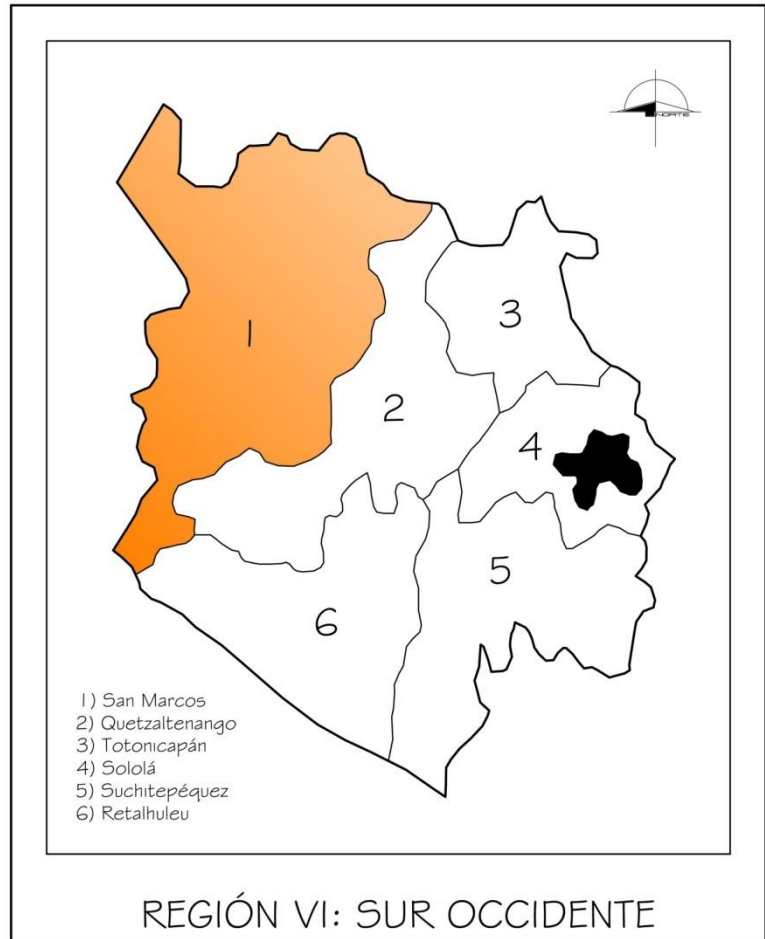 NORTE
1
3
2
4
5
6
1) San Marcos
2) Quetzaltenango
3) Totonicapán
4) Sololá
5) Suchitepéquez
6) Retalhuleu
REGIÓN VI: SUR OCCIDENTE